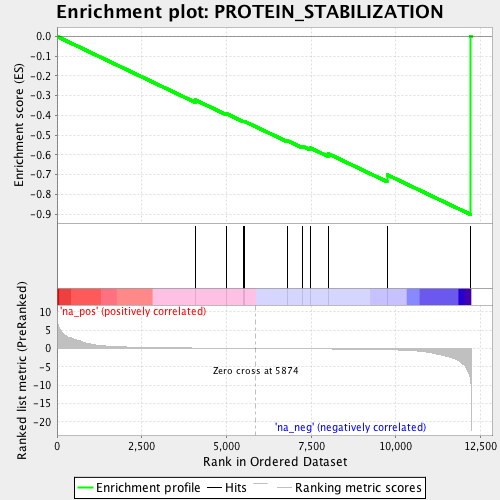 Enrichment plot: PROTEIN_STABILIZATION
Enrichment score (ES)
0.0
-0.1
-0.2
-0.3
-0.4
-0.5
-0.6
-0.7
-0.8
-0.9
'na_pos' (positively correlated)
Ranked list metric (PreRanked)
10
5
0
-5
-10
-15
-20
Zero cross at 5874
'na_neg' (negatively correlated)
0
2,500
5,000
7,500
10,000
12,500
Rank in Ordered Dataset
Enrichment profile
Hits
Ranking metric scores